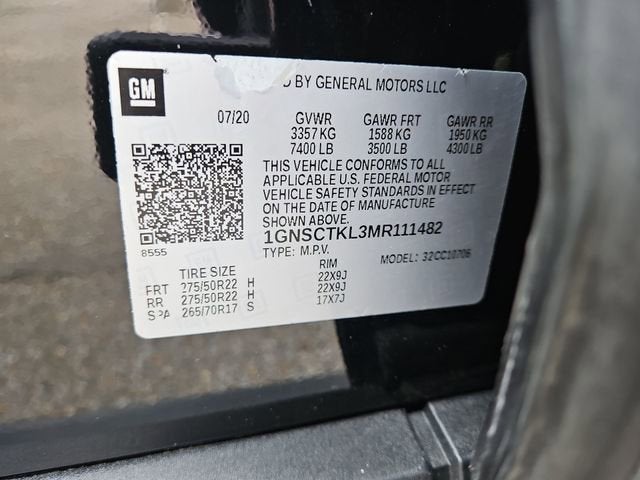 GM
D BY GENERAL MOTORS LLC
07/20 GVWR GAWR FRT GAWR RR
3357 KG 1588 KG 1950 KG
7400 LB 3500 LB 4300 LB
THIS VEHICLE CONFORMS TO ALL
APPLICABLE U.S. FEDERAL MOTOR
VEHICLE SAFETY STANDARDS IN EFFECT
ON THE DATE OF MANUFACTURE
SHOWN ABOVE.
1GNSCTKL3MR111482
8555 TYPE: M.P.V. MODEL: 32CC10706
TIRE SIZE RIM
FRT 275/50R22 H 22X9J
RR 275/50R22 H 22X9J
SPA 265/70R17 S 17X7J